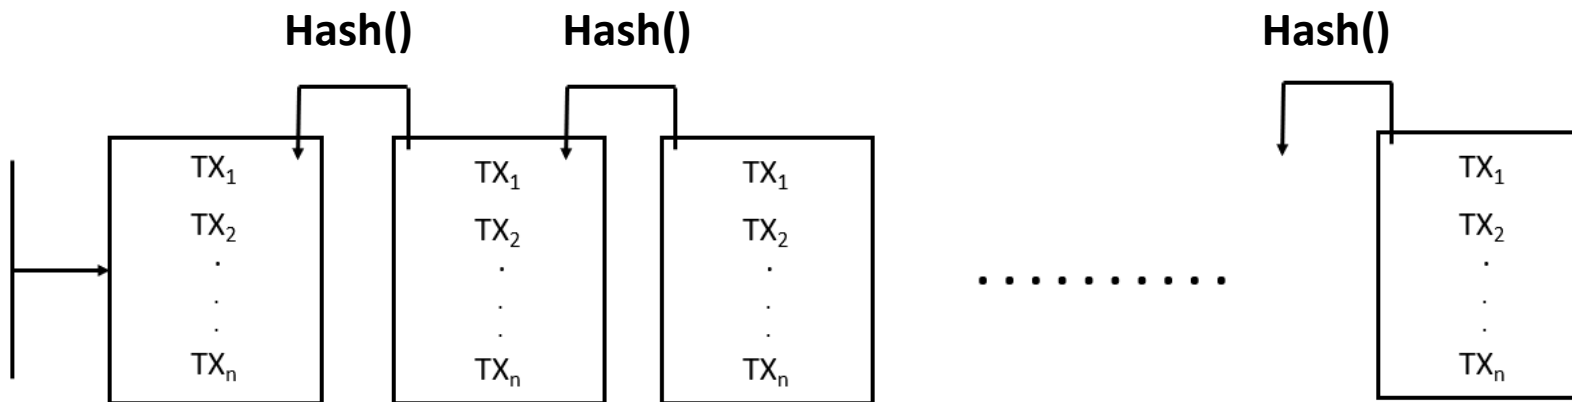 Hash() Hash() Hash()
TX₁ TX₁ TX₁ TX₁
TX₂ TX₂ TX₂ TX₂
.
.
.
TXₙ TXₙ TXₙ TXₙ